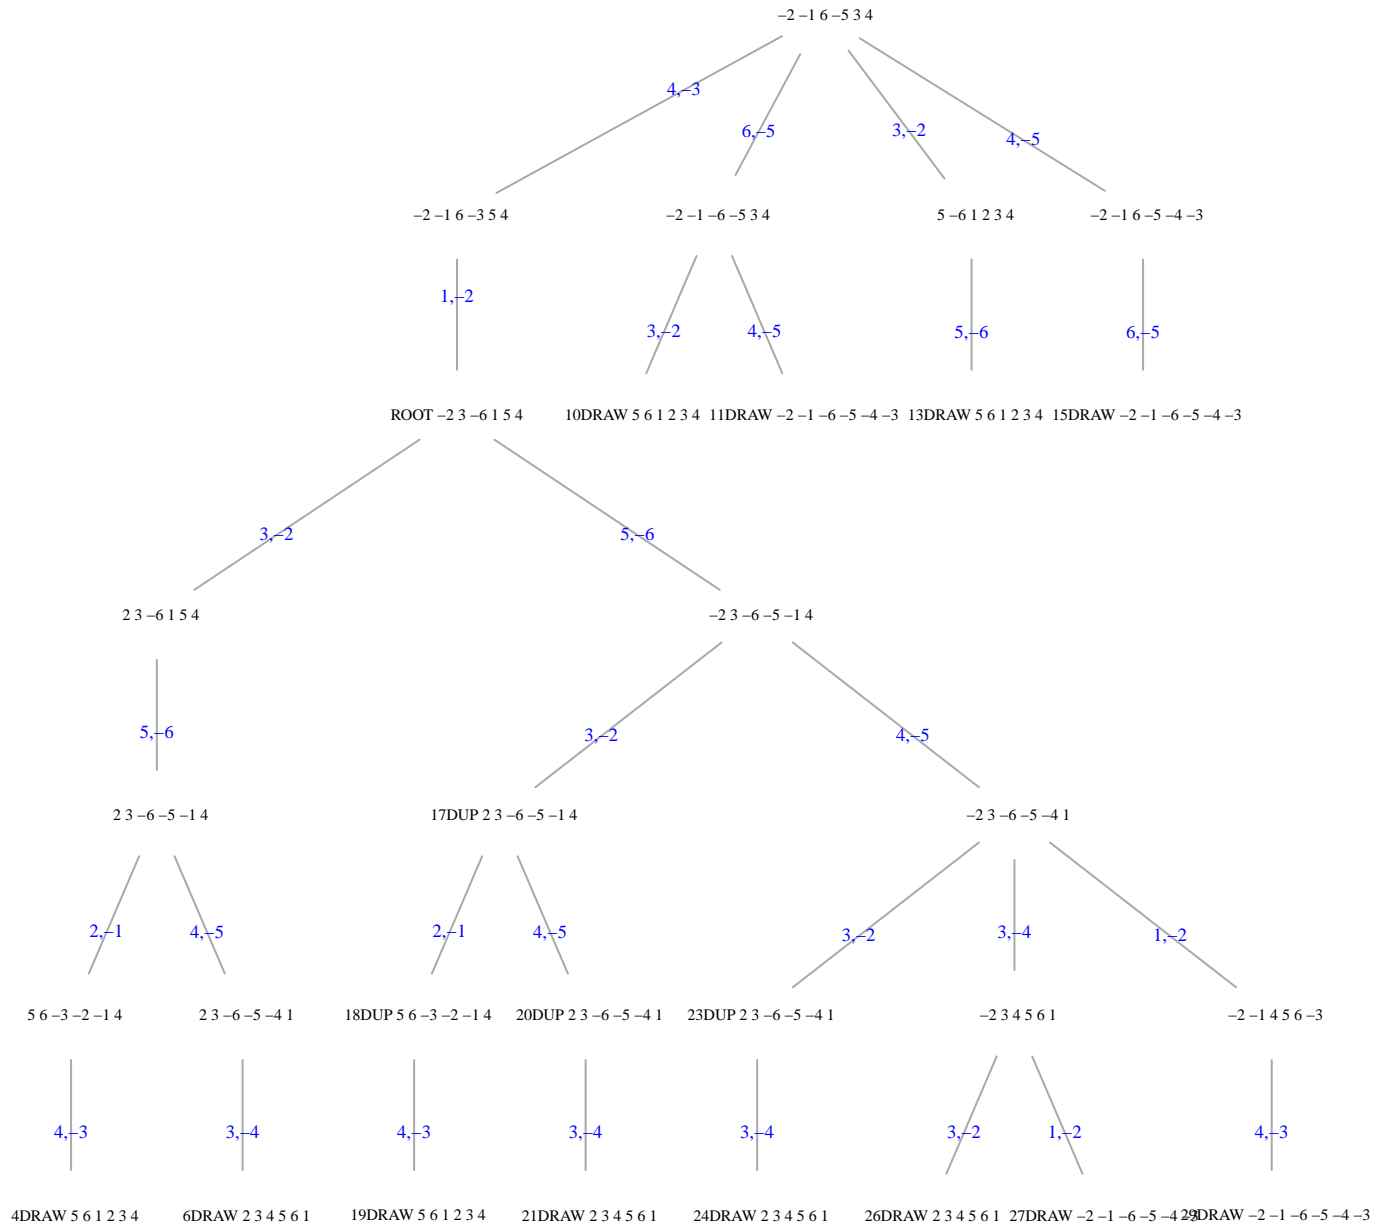 −2 −1 6 −5 3 4
4,−3
6,−5
3,−2
4,−5
−2 −1 6 −3 5 4
−2 −1 −6 −5 3 4
5 −6 1 2 3 4
−2 −1 6 −5 −4 −3
1,−2
3,−2
4,−5
5,−6
6,−5
ROOT −2 3 −6 1 5 4
10DRAW 5 6 1 2 3 4
11DRAW −2 −1 −6 −5 −4 −3
13DRAW 5 6 1 2 3 4
15DRAW −2 −1 −6 −5 −4 −3
3,−2
5,−6
2 3 −6 1 5 4
−2 3 −6 −5 −1 4
5,−6
3,−2
4,−5
2 3 −6 −5 −1 4
17DUP 2 3 −6 −5 −1 4
−2 3 −6 −5 −4 1
2,−1
4,−5
2,−1
4,−5
3,−2
3,−4
1,−2
5 6 −3 −2 −1 4
2 3 −6 −5 −4 1
18DUP 5 6 −3 −2 −1 4
20DUP 2 3 −6 −5 −4 1
23DUP 2 3 −6 −5 −4 1
−2 3 4 5 6 1
−2 −1 4 5 6 −3
4,−3
3,−4
4,−3
3,−4
3,−4
3,−2
1,−2
4,−3
4DRAW 5 6 1 2 3 4
6DRAW 2 3 4 5 6 1
19DRAW 5 6 1 2 3 4
21DRAW 2 3 4 5 6 1
24DRAW 2 3 4 5 6 1
26DRAW 2 3 4 5 6 1
27DRAW −2 −1 −6 −5 −4 −3
29DRAW −2 −1 −6 −5 −4 −3